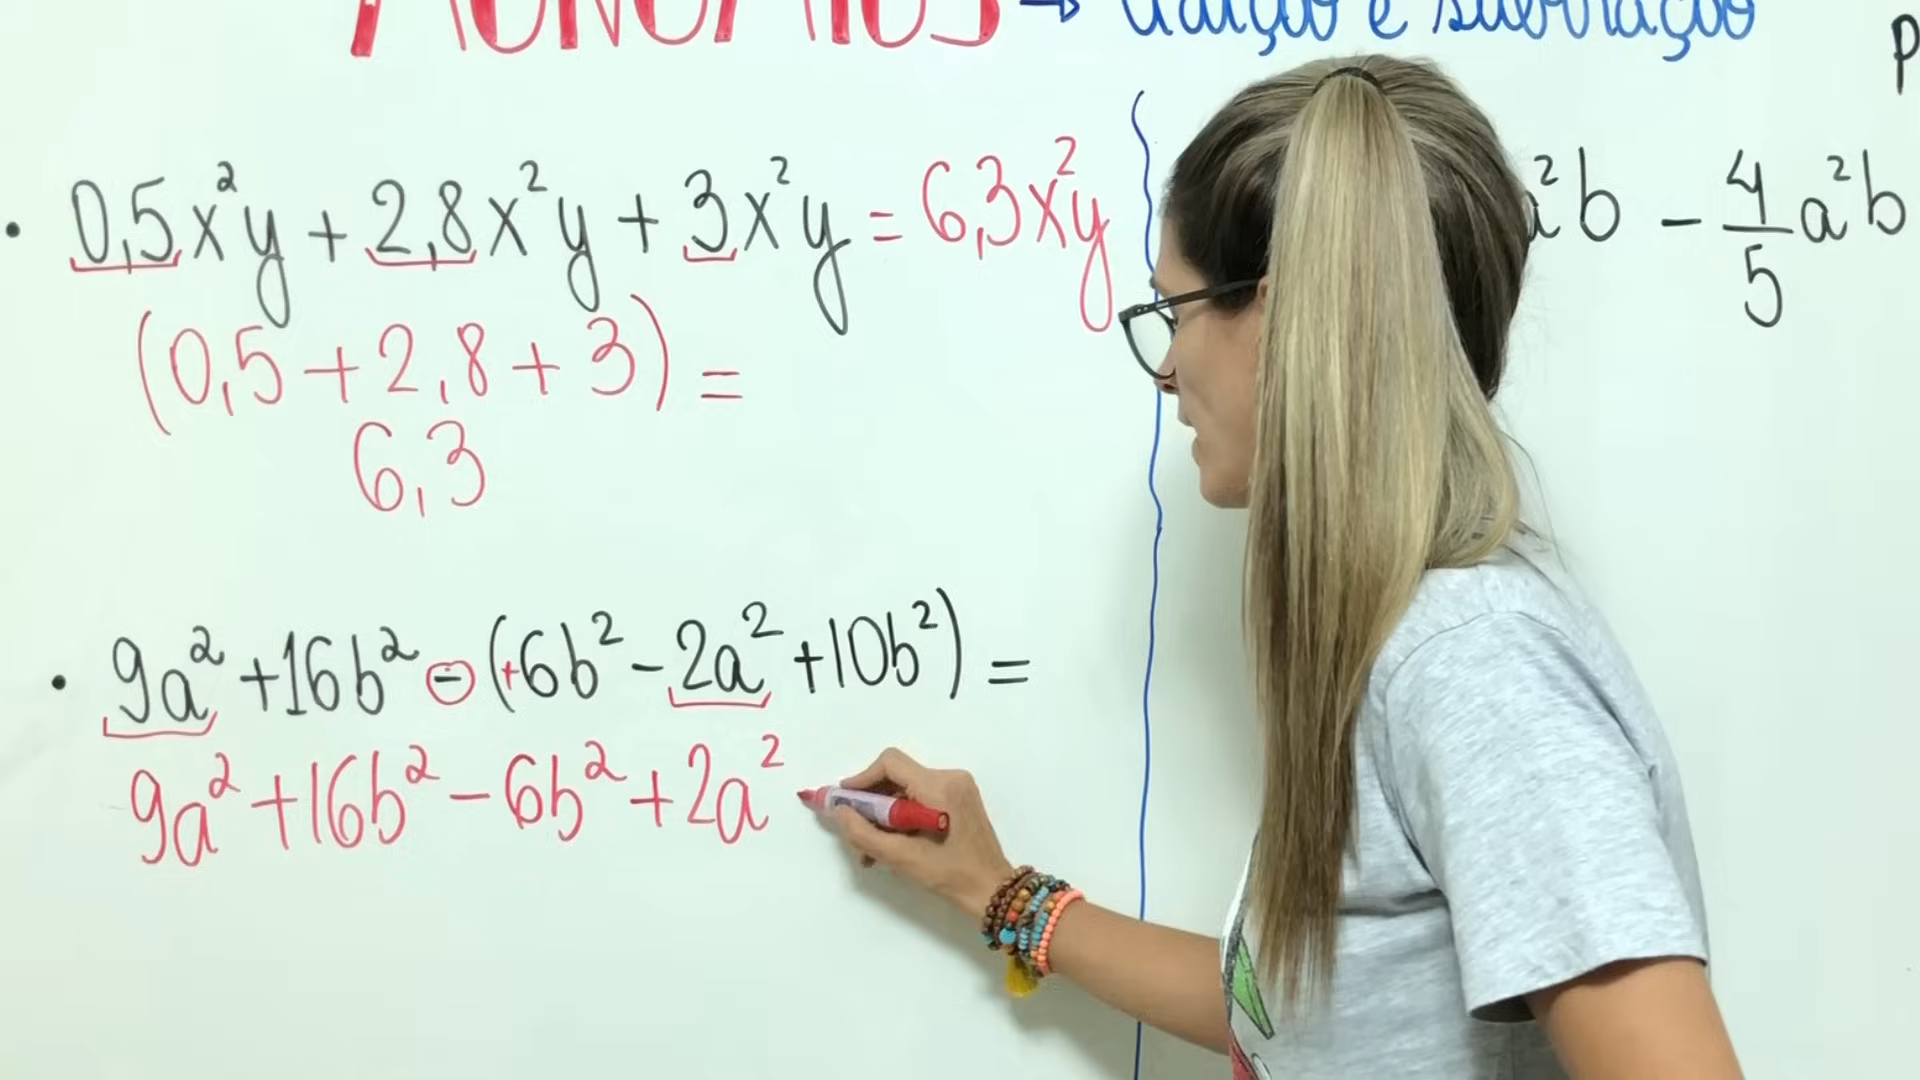 MONÔMIOS → adição e subtração
P
• 0,5x²y + 2,8x²y + 3x²y = 6,3x²y
(0,5 + 2,8 + 3) =
6,3
²b - 4/5 a²b
• 9a² + 16b² - (+6b² - 2a² + 10b²) =
9a² + 16b² - 6b² + 2a²